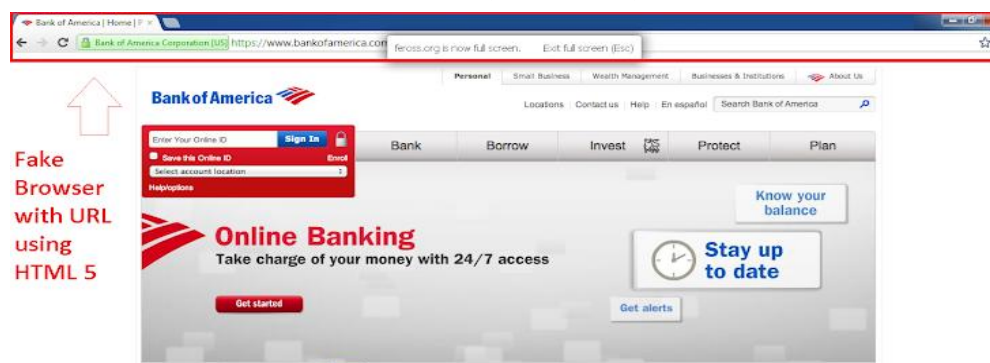 Bank of America | Home | P
Bank of America Corporation [US] https://www.bankofamerica.com
feross.org is now full screen. Exit full screen (Esc)
Personal Small Business Wealth Management Businesses & Institutions About Us
Bank of America
Locations Contact us Help En español Search Bank of America
Enter Your Online ID Sign In
Save this Online ID Enroll
Select account location
Help/options
Bank Borrow Invest Protect Plan
Fake
Browser
with URL
using
HTML 5
Know your
balance
Online Banking
Take charge of your money with 24/7 access
Stay up
to date
Get started
Get alerts